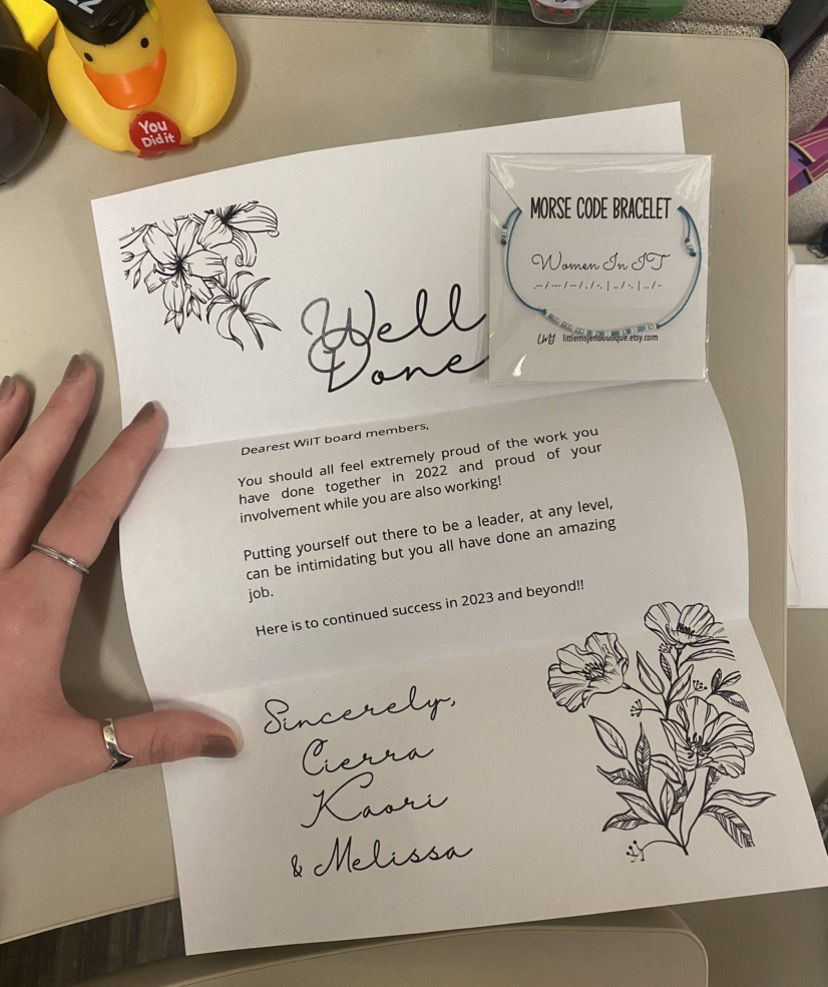 You
Did it
MORSE CODE BRACELET
Women In IT
.--/---/--/./-.|../-.|../-
LMJ littlemsjenboutique.etsy.com
Well
Done
Dearest WiIT board members,
You should all feel extremely proud of the work you
have done together in 2022 and proud of your
involvement while you are also working!
Putting yourself out there to be a leader, at any level,
can be intimidating but you all have done an amazing
job.
Here is to continued success in 2023 and beyond!!
Sincerely,
Cierra
Kaori
& Melissa